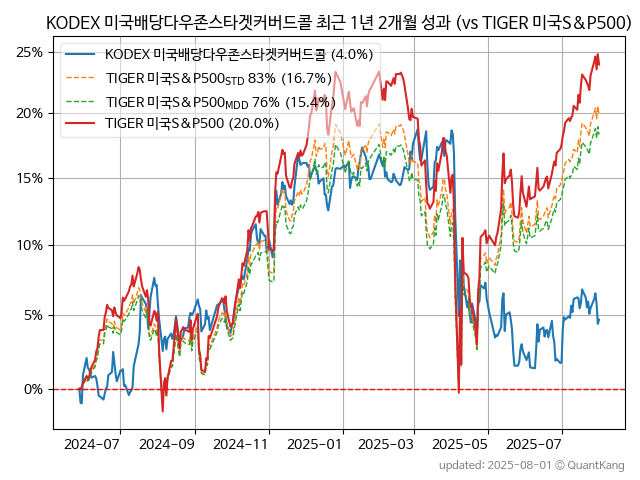 KODEX 미국배당다우존스타겟커버드콜 최근 1년 2개월 성과 (vs TIGER 미국S&P500)
KODEX 미국배당다우존스타겟커버드콜 (4.0%)
TIGER 미국S&P500STD 83% (16.7%)
TIGER 미국S&P500MDD 76% (15.4%)
TIGER 미국S&P500 (20.0%)
25%
20%
15%
10%
5%
0%
2024-07 2024-09 2024-11 2025-01 2025-03 2025-05 2025-07
updated: 2025-08-01 © QuantKang